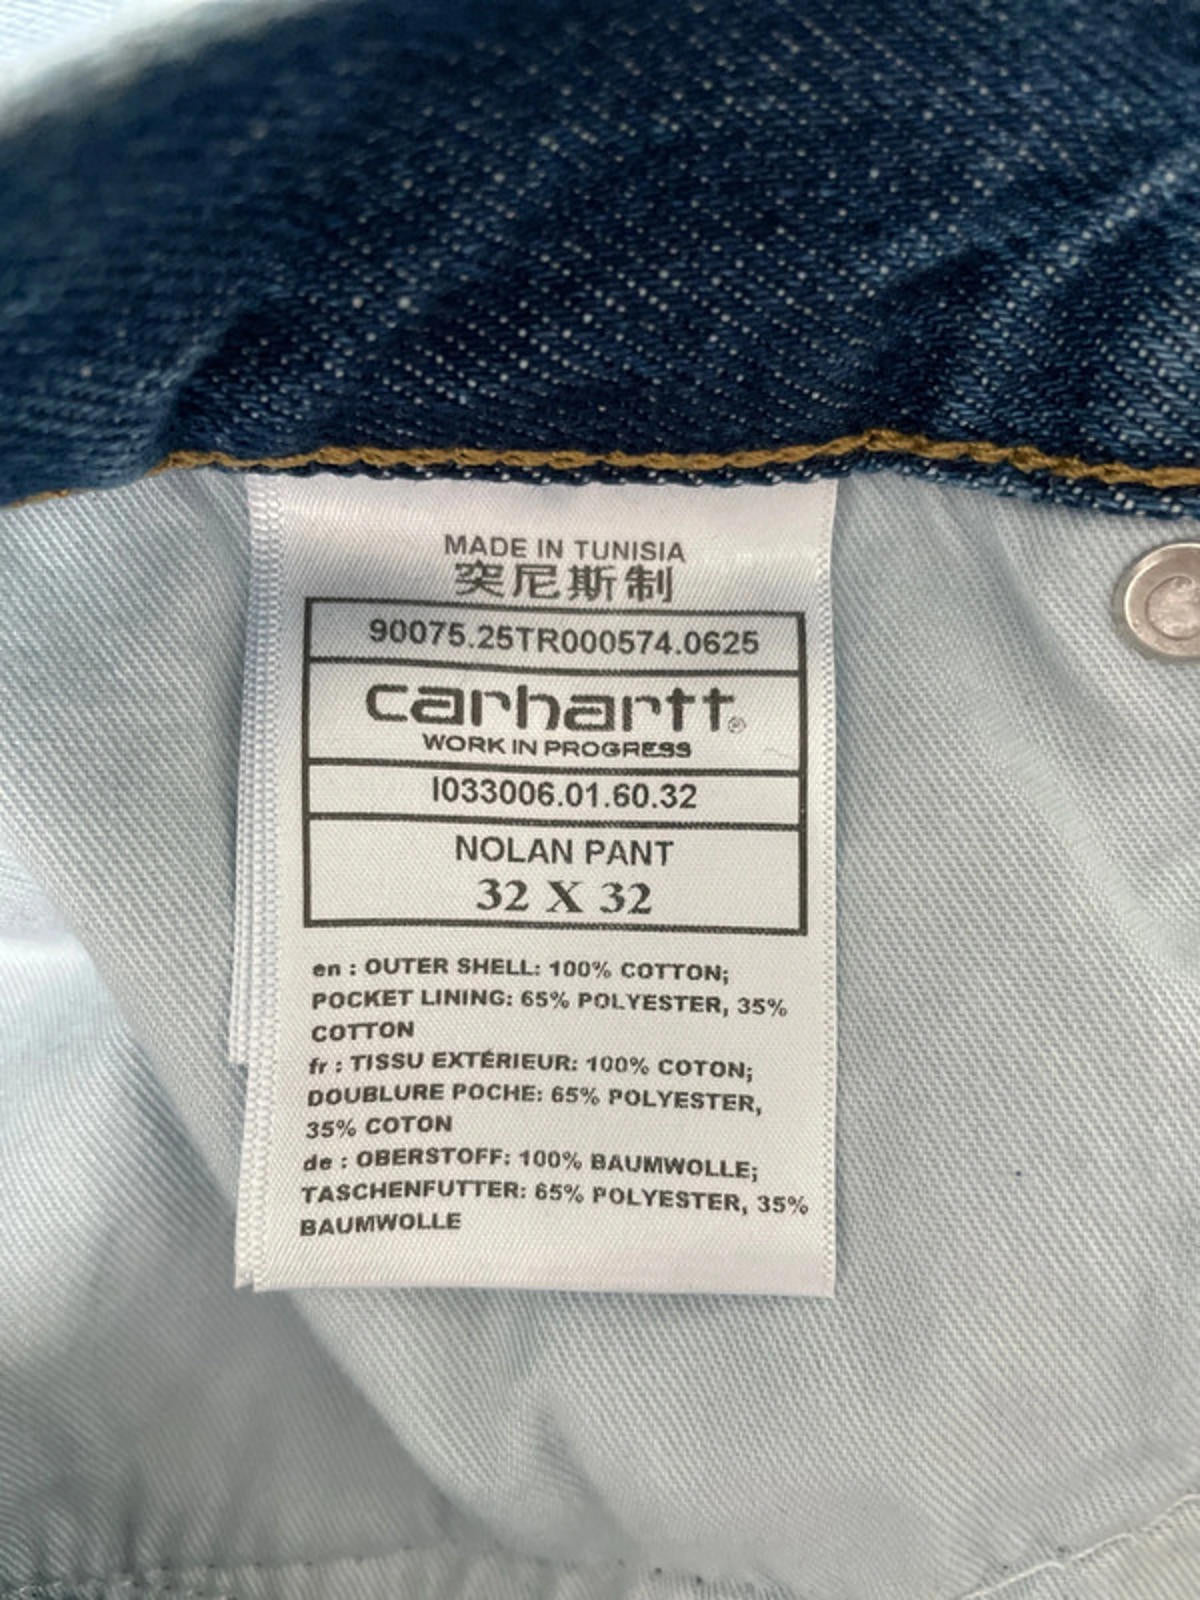 MADE IN TUNISIA
突尼斯制
90075.25TR000574.0625
carhartt®
WORK IN PROGRESS
I033006.01.60.32
NOLAN PANT
32 X 32
en : OUTER SHELL: 100% COTTON;
POCKET LINING: 65% POLYESTER, 35%
COTTON
fr : TISSU EXTÉRIEUR: 100% COTON;
DOUBLURE POCHE: 65% POLYESTER,
35% COTON
de : OBERSTOFF: 100% BAUMWOLLE;
TASCHENFUTTER: 65% POLYESTER, 35%
BAUMWOLLE